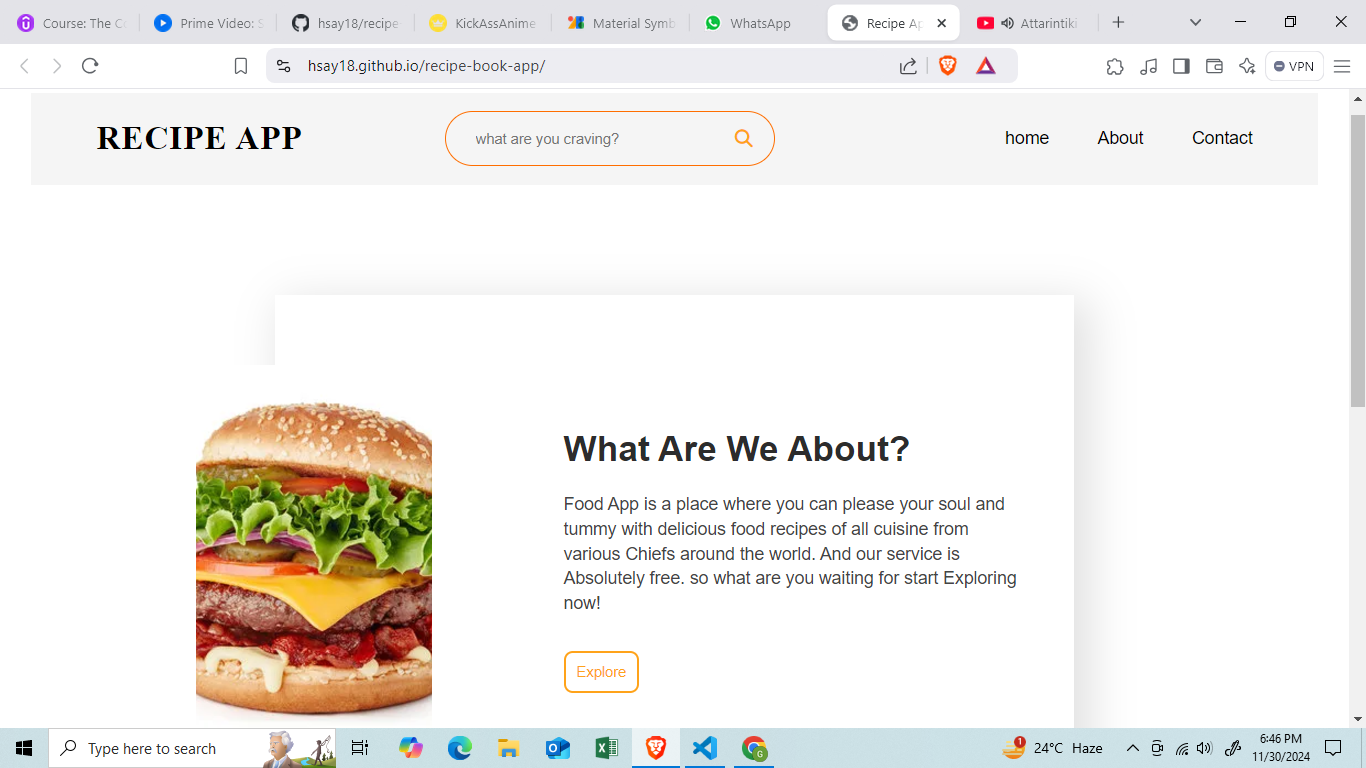 Course: The C
Prime Video: S
hsay18/recipe
KickAssAnime
Material Symb
WhatsApp
Recipe Ap
Attarintiki
hsay18.github.io/recipe-book-app/
VPN
RECIPE APP
what are you craving?
home
About
Contact
What Are We About?
Food App is a place where you can please your soul and
tummy with delicious food recipes of all cuisine from
various Chiefs around the world. And our service is
Absolutely free. so what are you waiting for start Exploring
now!
Explore
Type here to search
1
24°C Haze
6:46 PM
11/30/2024